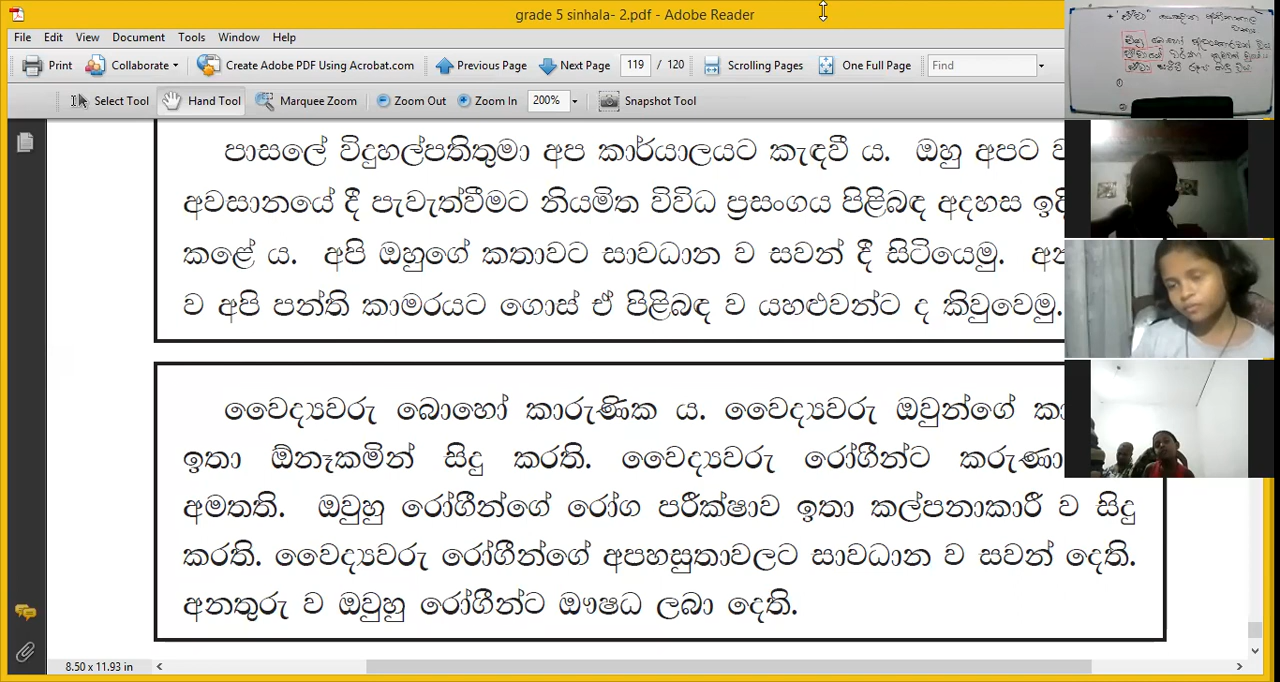 grade 5 sinhala- 2.pdf - Adobe Reader
File Edit View Document Tools Window Help
Print Collaborate Create Adobe PDF Using Acrobat.com Previous Page Next Page 119 / 120 Scrolling Pages One Full Page Find
Select Tool Hand Tool Marquee Zoom Zoom Out Zoom In 200% Snapshot Tool
පාසලේ විදුහල්පතිතුමා අප කාර්යාලයට කැඳවී ය. ඔහු අපට
අවසානයේ දී පැවැත්වීමට නියමිත විවිධ ප්‍රසංගය පිළිබඳ අදහස
කළේ ය. අපි ඔහුගේ කතාවට සාවධාන ව සවන් දී සිටියෙමු.
ව අපි පන්ති කාමරයට ගොස් ඒ පිළිබඳ ව යහළුවන්ට ද කිවුවෙමු.
වෛද්‍යවරු බොහෝ කාරුණික ය. වෛද්‍යවරු ඔවුන්ගේ
ඉතා ඕනෑකමින් සිදු කරති. වෛද්‍යවරු රෝගීන්ට
අමතති. ඔවුහු රෝගීන්ගේ රෝග පරීක්ෂාව ඉතා කල්පනාකාරී ව සිදු
කරති. වෛද්‍යවරු රෝගීන්ගේ අපහසුතාවලට සාවධාන ව සවන් දෙති.
අනතුරු ව ඔවුහු රෝගීන්ට ඖෂධ ලබා දෙති.
8.50 x 11.93 in